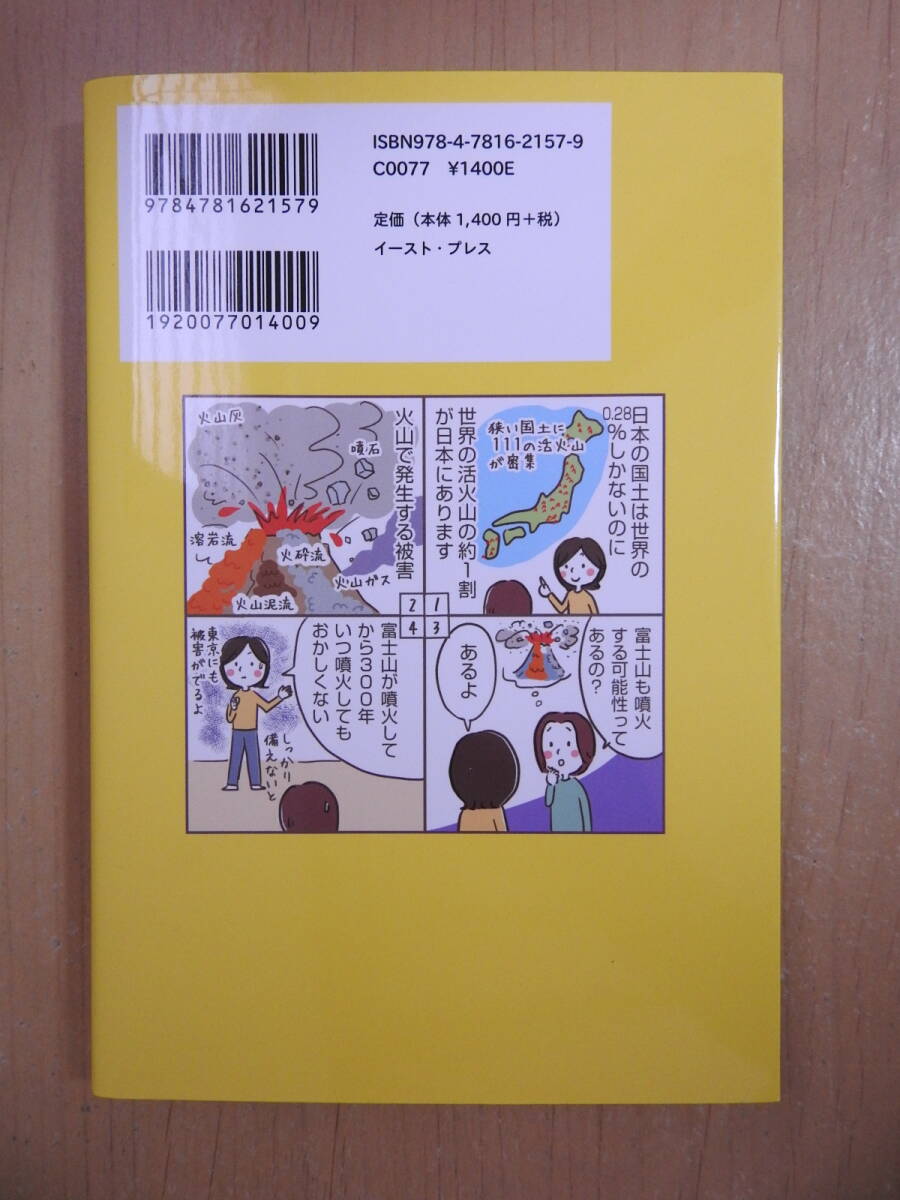 ISBN978-4-7816-2157-9
C0077 ¥1400E
9784781621579
定価（本体1,400円＋税）
イースト・プレス
1920077014009
日本の国土は世界の
0.28%しかないのに
狭い国土に
111の活火山
が密集
世界の活火山の約1割
が日本にあります
1
火山で発生する被害
火山灰
噴石
溶岩流
火砕流
火山ガス
火山泥流
2
富士山も噴火
する可能性って
あるの？
あるよ
3
富士山が噴火して
から300年
いつ噴火しても
おかしくない
しっかり
備えないと
東京にも
被害がでるよ
4